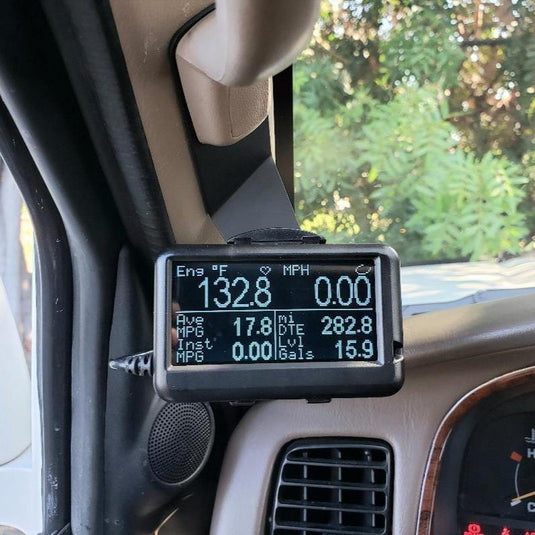 Eng °F MPH
132.8 0.00
Ave MPG 17.8 mi DTE 282.8
Inst MPG 0.00 Lvl Gals 15.9
H
C